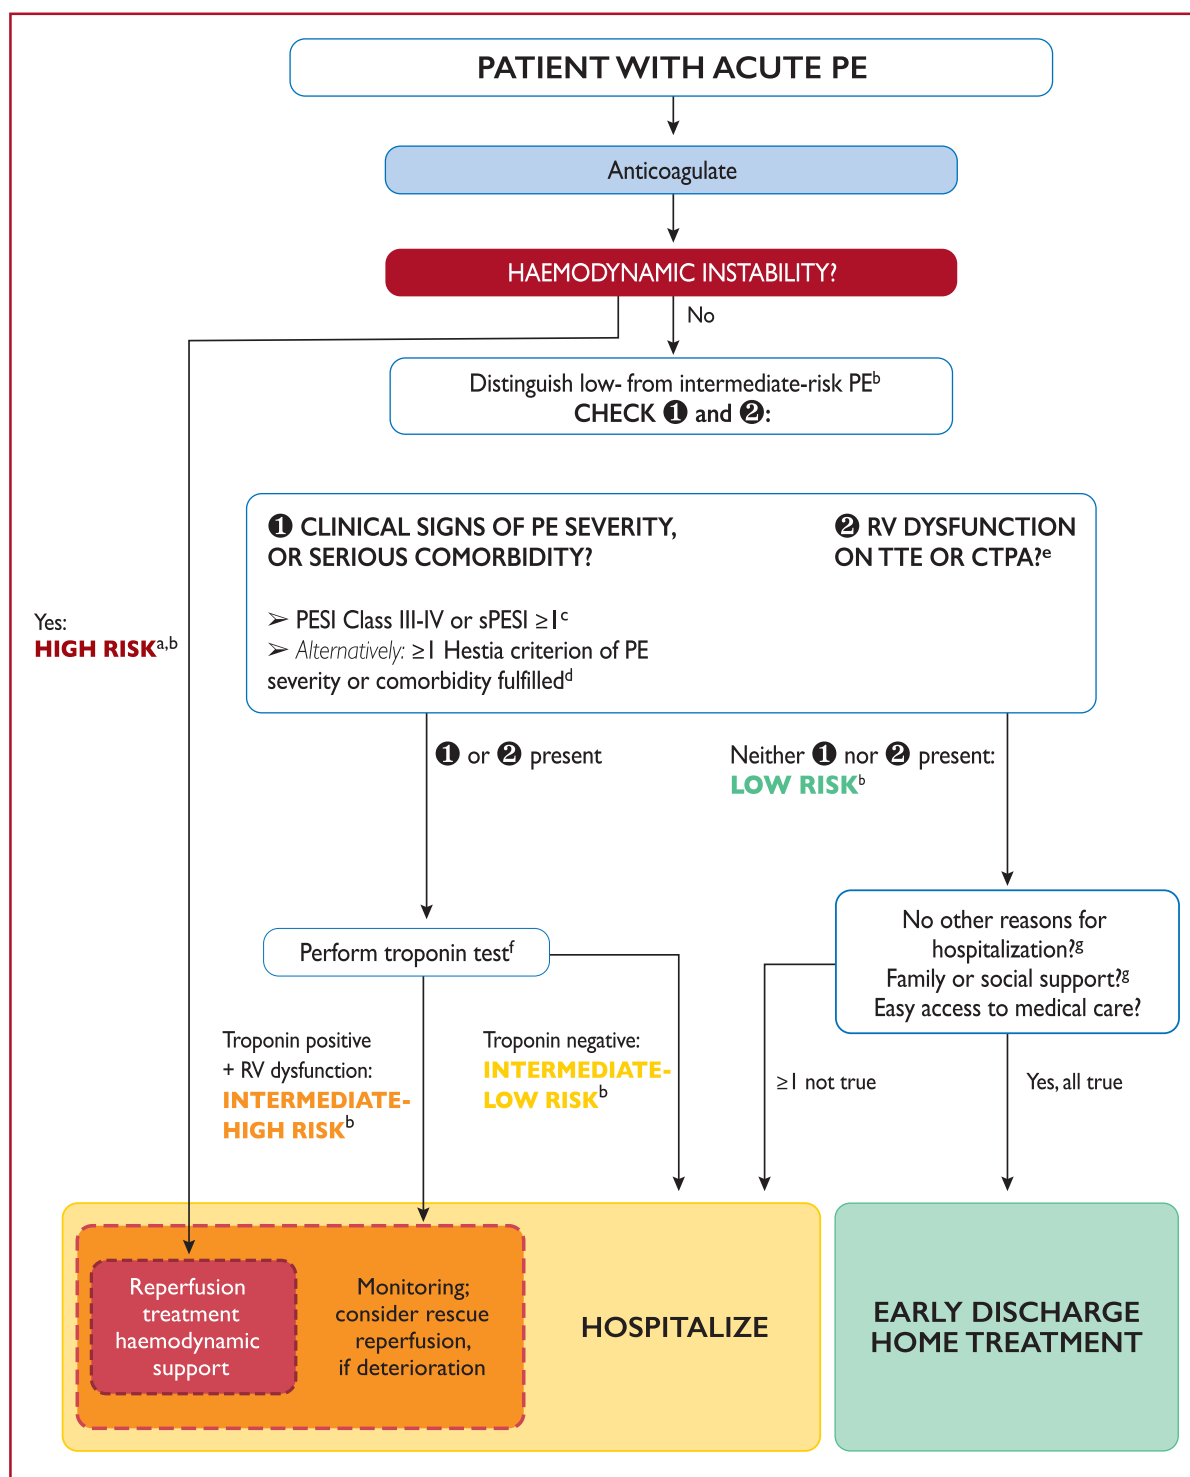 PATIENT WITH ACUTE PE
Anticoagulate
HAEMODYNAMIC INSTABILITY?
No
Distinguish low- from intermediate-risk PEᵇ
CHECK ❶ and ❷:
❶ CLINICAL SIGNS OF PE SEVERITY,
OR SERIOUS COMORBIDITY?
➢ PESI Class III-IV or sPESI ≥1ᶜ
➢ Alternatively: ≥1 Hestia criterion of PE
severity or comorbidity fulfilledᵈ
❷ RV DYSFUNCTION
ON TTE OR CTPA?ᵉ
Yes:
HIGH RISKᵃ,ᵇ
❶ or ❷ present
Neither ❶ nor ❷ present:
LOW RISKᵇ
Perform troponin testᶠ
No other reasons for
hospitalization?ᵍ
Family or social support?ᵍ
Easy access to medical care?
Troponin positive
+ RV dysfunction:
INTERMEDIATE-
HIGH RISKᵇ
Troponin negative:
INTERMEDIATE-
LOW RISKᵇ
≥1 not true
Yes, all true
Reperfusion
treatment
haemodynamic
support
Monitoring;
consider rescue
reperfusion,
if deterioration
HOSPITALIZE
EARLY DISCHARGE
HOME TREATMENT